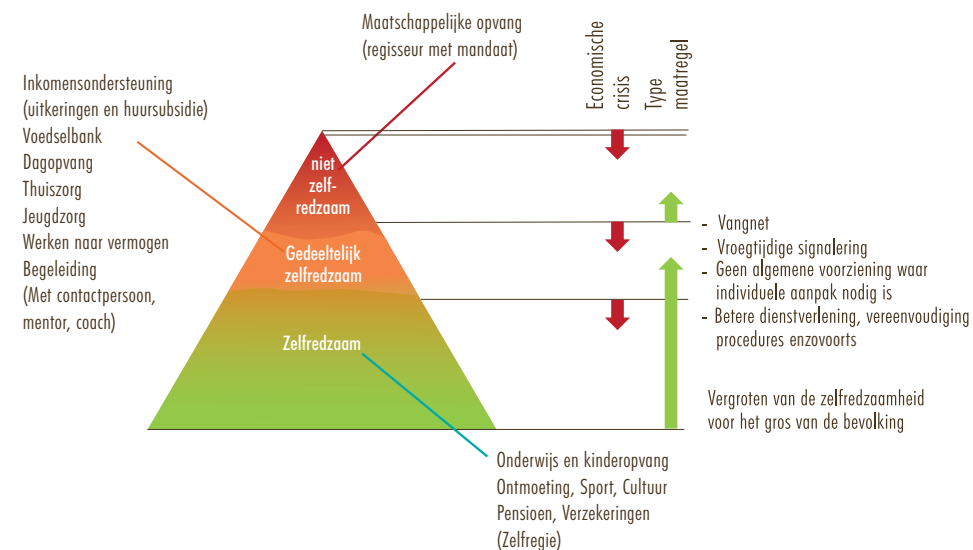 Maatschappelijke opvang
(regisseur met mandaat)
Economische
crisis
Type
maatregel
Inkomensondersteuning
(uitkeringen en huursubsidie)
Voedselbank
Dagopvang
Thuiszorg
Jeugdzorg
Werken naar vermogen
Begeleiding
(Met contactpersoon,
mentor, coach)
niet
zelf-
redzaam
Gedeeltelijk
zelfredzaam
Zelfredzaam
- Vangnet
- Vroegtijdige signalering
- Geen algemene voorziening waar
individuele aanpak nodig is
- Betere dienstverlening, vereenvoudiging
procedures enzovoorts
Vergroten van de zelfredzaamheid
voor het gros van de bevolking
Onderwijs en kinderopvang
Ontmoeting, Sport, Cultuur
Pensioen, Verzekeringen
(Zelfregie)